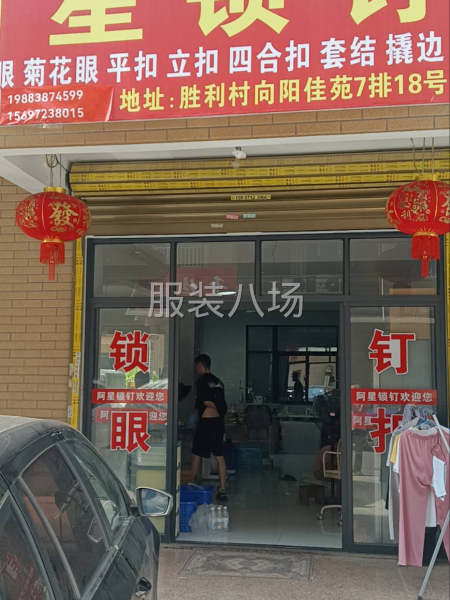 星锁钉
眼 菊花眼 平扣 立扣 四合扣 套结 撬边
19883874599
15697238015
地址:胜利村向阳佳苑7排18号
服装八场
锁
眼
阿星锁钉欢迎您
钉
扣
阿星锁钉欢迎您